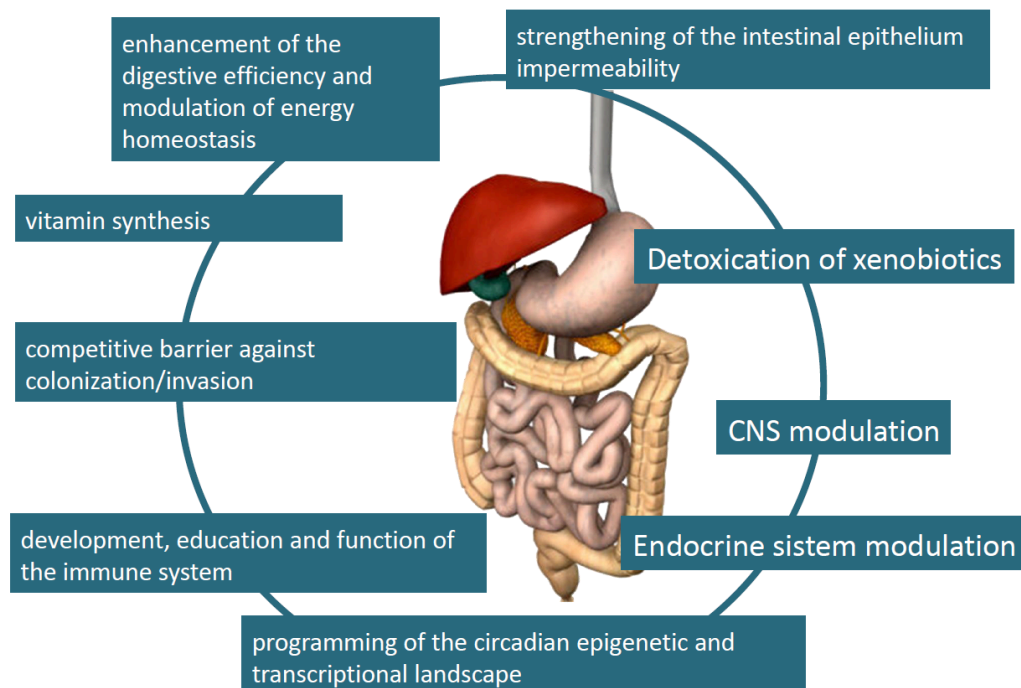 enhancement of the
digestive efficiency and
modulation of energy
homeostasis
strengthening of the intestinal epithelium
impermeability
vitamin synthesis
Detoxication of xenobiotics
competitive barrier against
colonization/invasion
CNS modulation
development, education and function of
the immune system
Endocrine sistem modulation
programming of the circadian epigenetic and
transcriptional landscape